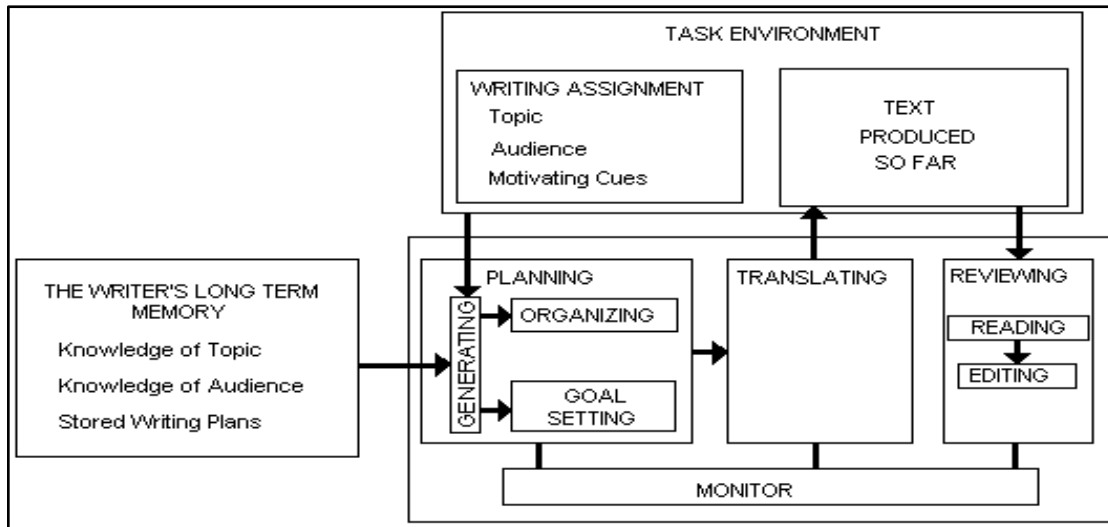 TASK ENVIRONMENT
WRITING ASSIGNMENT
Topic
Audience
Motivating Cues
TEXT
PRODUCED
SO FAR
THE WRITER'S LONG TERM
MEMORY
Knowledge of Topic
Knowledge of Audience
Stored Writing Plans
PLANNING
GENERATING
ORGANIZING
GOAL
SETTING
TRANSLATING
REVIEWING
READING
EDITING
MONITOR